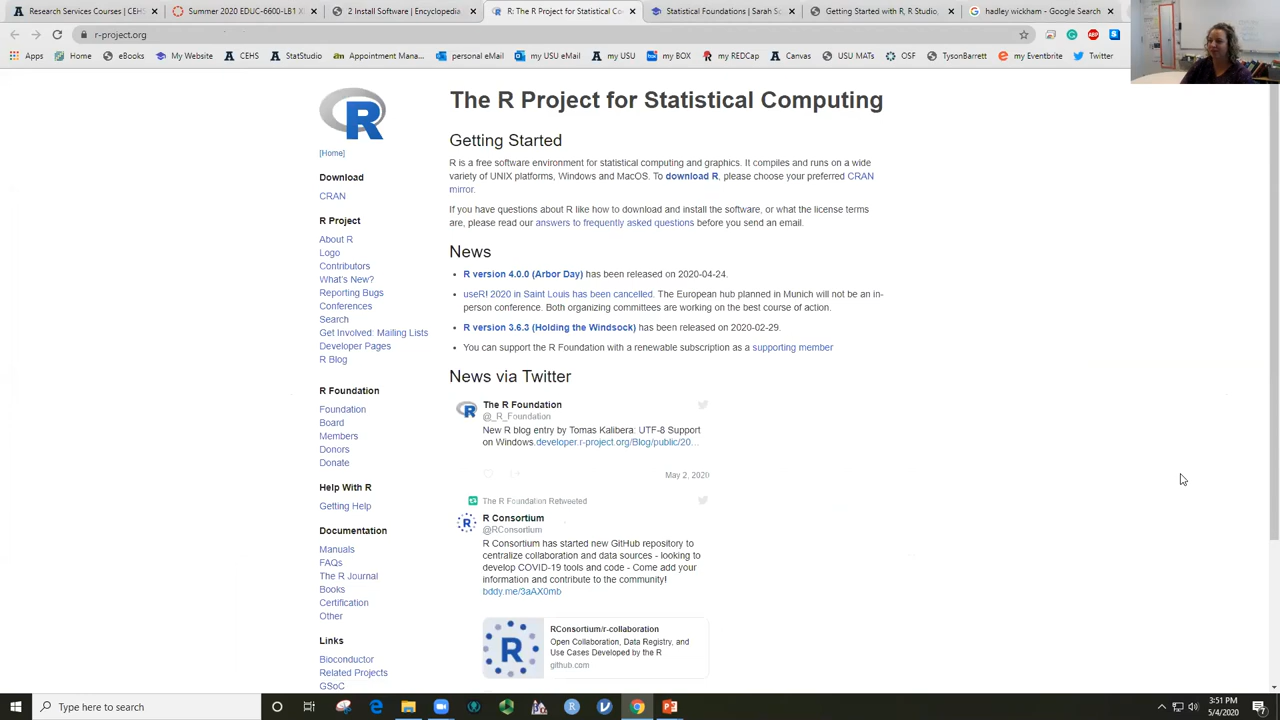 Research Services Courses | CEH
Summer 2020 EDUC-6600-LB1 X
R Install Software | Encyclopedia
R: The R Project for Statistical Co
Installation Foundations | Sarah S
Getting Started with R, R Studio,
hadley wickham - Google Search
r-project.org
Apps
Home
eBooks
My Website
CEHS
StatStudio
Appointment Manag...
personal eMail
my USU eMail
my USU
my BOX
my REDCap
Canvas
USU MATs
OSF
TysonBarrett
my Eventbrite
Twitter
R
[Home]
Download
CRAN
R Project
About R
Logo
Contributors
What's New?
Reporting Bugs
Conferences
Search
Get Involved: Mailing Lists
Developer Pages
R Blog
R Foundation
Foundation
Board
Members
Donors
Donate
Help With R
Getting Help
Documentation
Manuals
FAQs
The R Journal
Books
Certification
Other
Links
Bioconductor
Related Projects
GSoC
The R Project for Statistical Computing
Getting Started
R is a free software environment for statistical computing and graphics. It compiles and runs on a wide
variety of UNIX platforms, Windows and MacOS. To download R, please choose your preferred CRAN
mirror.
If you have questions about R like how to download and install the software, or what the license terms
are, please read our answers to frequently asked questions before you send an email.
News
• R version 4.0.0 (Arbor Day) has been released on 2020-04-24.
• useR! 2020 in Saint Louis has been cancelled. The European hub planned in Munich will not be an in-
person conference. Both organizing committees are working on the best course of action.
• R version 3.6.3 (Holding the Windsock) has been released on 2020-02-29.
• You can support the R Foundation with a renewable subscription as a supporting member
News via Twitter
The R Foundation
@_R_Foundation
New R blog entry by Tomas Kalibera: UTF-8 Support
on Windows.developer.r-project.org/Blog/public/20...
May 2, 2020
The R Foundation Retweeted
R Consortium
@RConsortium
R Consortium has started new GitHub repository to
centralize collaboration and data sources - looking to
develop COVID-19 tools and code - Come add your
information and contribute to the community!
bddy.me/3aAX0mb
RConsortium/r-collaboration
Open Collaboration, Data Registry, and
Use Cases Developed by the R
github.com
Type here to search
3:51 PM
5/4/2020